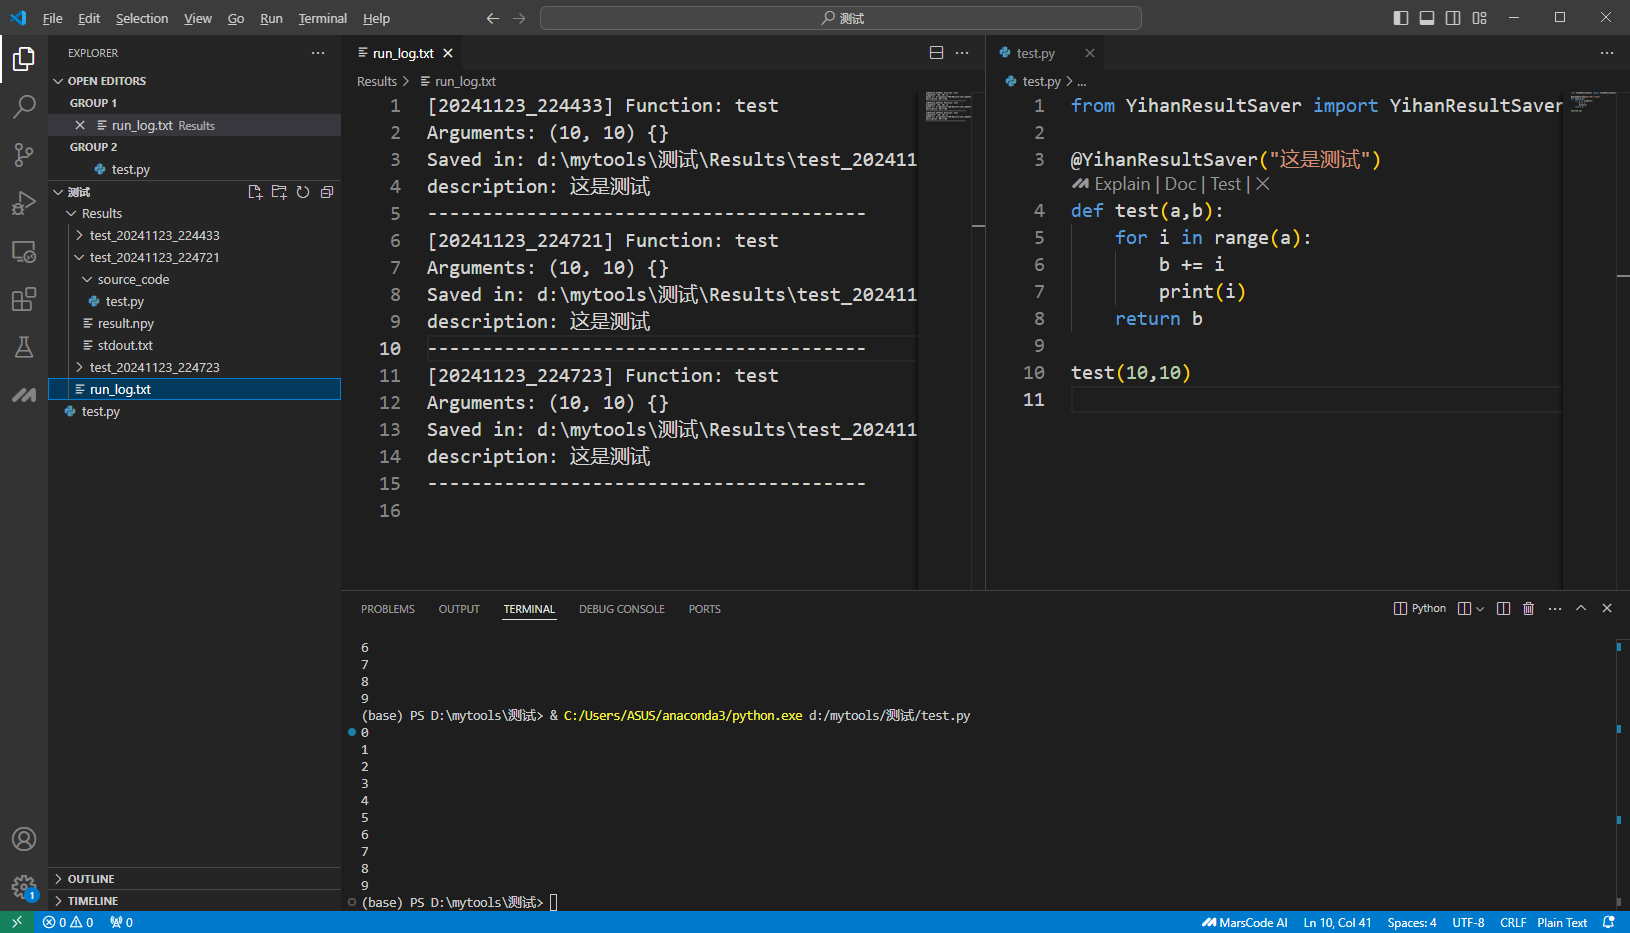 File Edit Selection View Go Run Terminal Help 测试
EXPLORER
OPEN EDITORS
GROUP 1
run_log.txt Results
GROUP 2
test.py
测试
Results
test_20241123_224433
test_20241123_224721
source_code
test.py
result.npy
stdout.txt
test_20241123_224723
run_log.txt
test.py
OUTLINE
TIMELINE
run_log.txt
Results > run_log.txt
1 [20241123_224433] Function: test
2 Arguments: (10, 10) {}
3 Saved in: d:\mytools\测试\Results\test_202411
4 description: 这是测试
5 ----------------------------------------
6 [20241123_224721] Function: test
7 Arguments: (10, 10) {}
8 Saved in: d:\mytools\测试\Results\test_202411
9 description: 这是测试
10 ----------------------------------------
11 [20241123_224723] Function: test
12 Arguments: (10, 10) {}
13 Saved in: d:\mytools\测试\Results\test_202411
14 description: 这是测试
15 ----------------------------------------
16
test.py
test.py > ...
1 from YihanResultSaver import YihanResultSaver
2
3 @YihanResultSaver("这是测试")
Explain | Doc | Test | X
4 def test(a,b):
5 for i in range(a):
6 b += i
7 print(i)
8 return b
9
10 test(10,10)
11
PROBLEMS OUTPUT TERMINAL DEBUG CONSOLE PORTS Python
6
7
8
9
(base) PS D:\mytools\测试> & C:/Users/ASUS/anaconda3/python.exe d:/mytools/测试/test.py
0
1
2
3
4
5
6
7
8
9
(base) PS D:\mytools\测试>
1
0 0 0 MarsCode AI Ln 10, Col 41 Spaces: 4 UTF-8 CRLF Plain Text